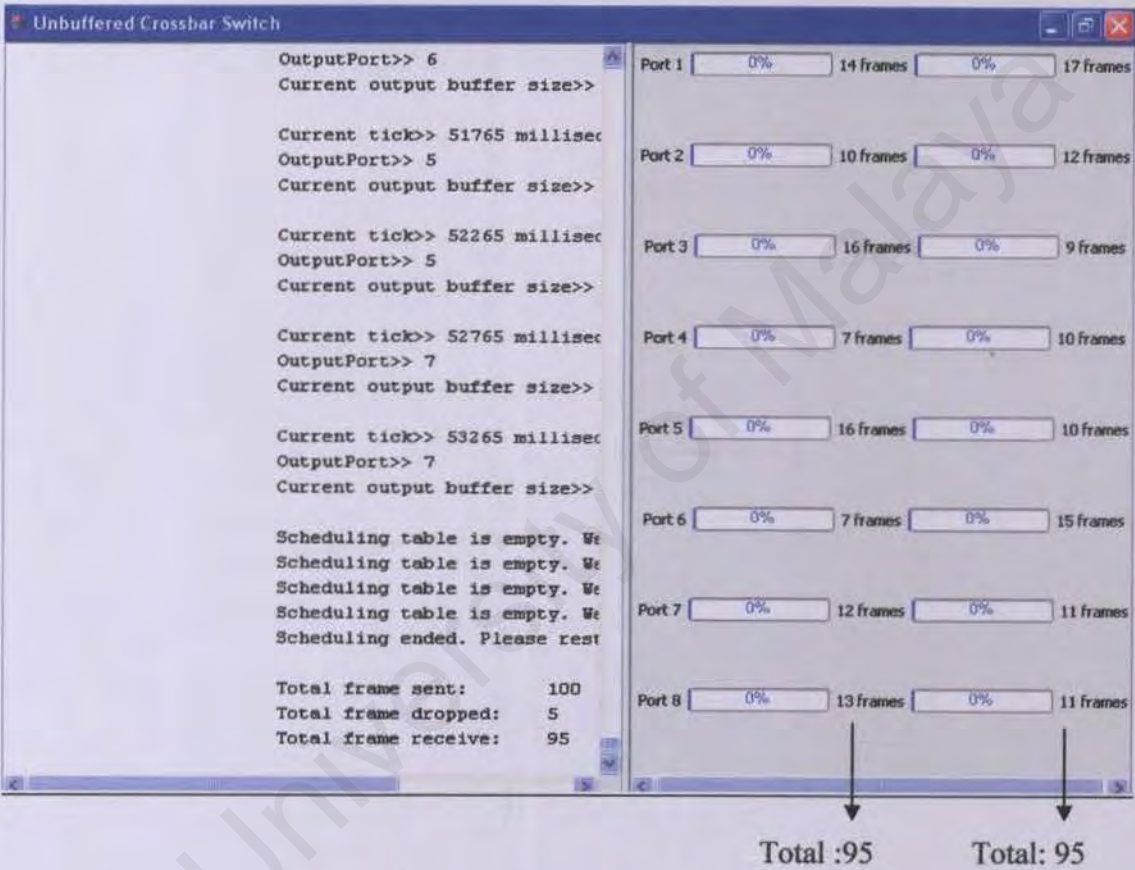 Unbuffered Crossbar Switch
OutputPort>> 6
Current output buffer size>>
Current tick>> 51765 millisec
OutputPort>> 5
Current output buffer size>>
Current tick>> 52265 millisec
OutputPort>> 5
Current output buffer size>>
Current tick>> 52765 millisec
OutputPort>> 7
Current output buffer size>>
Current tick>> 53265 millisec
OutputPort>> 7
Current output buffer size>>
Scheduling table is empty. We
Scheduling table is empty. We
Scheduling table is empty. We
Scheduling table is empty. We
Scheduling ended. Please rest
Total frame sent: 100
Total frame dropped: 5
Total frame receive: 95
Port 1 0% 14 frames 0% 17 frames
Port 2 0% 10 frames 0% 12 frames
Port 3 0% 16 frames 0% 9 frames
Port 4 0% 7 frames 0% 10 frames
Port 5 0% 16 frames 0% 10 frames
Port 6 0% 7 frames 0% 15 frames
Port 7 0% 12 frames 0% 11 frames
Port 8 0% 13 frames 0% 11 frames
Total :95 Total: 95
University of Malaya